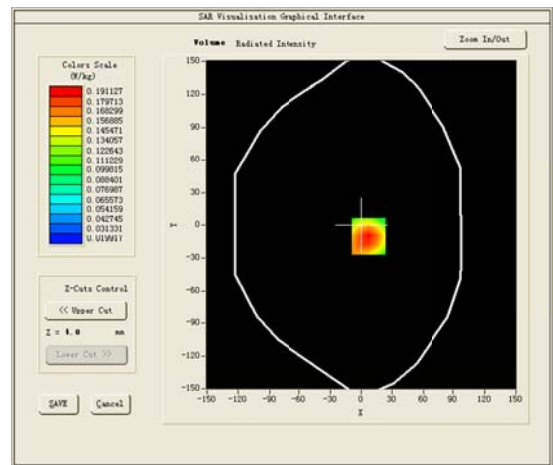 SAR Visualisation Graphical Interface
Volume Radiated Intensity
Zoom In/Out
Colors Scale
(W/kg)
0.191127
0.179713
0.168299
0.156885
0.145471
0.134057
0.122643
0.111229
0.099815
0.088401
0.076987
0.065573
0.054159
0.042745
0.031331
0.019917
Z-Cuts Control
<< Upper Cut
Z = 4.0 mm
Lower Cut >>
SAVE
Cancel
150
120
90
60
30
0
-30
-60
-90
-120
-150
Y
-150 -120 -90 -60 -30 0 30 60 90 120 150
X